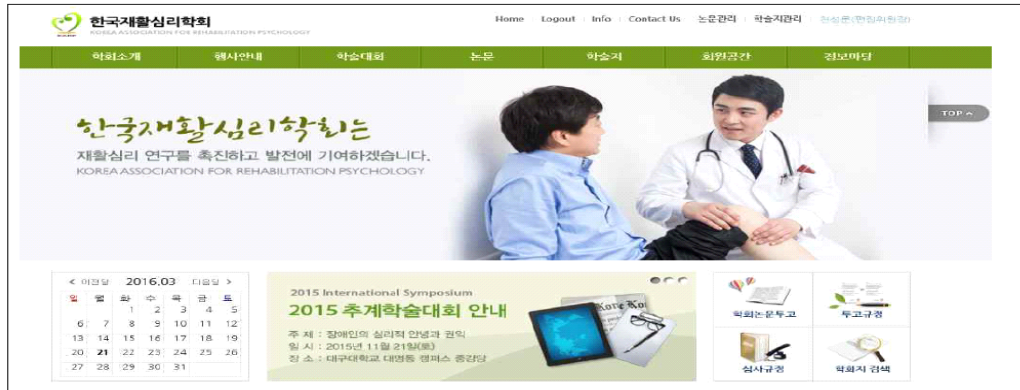 한국재활심리학회
KOREA ASSOCIATION FOR REHABILITATION PSYCHOLOGY
Home Logout Info Contact Us 논문관리 학술지관리
학회소개 행사안내 학술대회 논문 학술지 회원공간 정보마당
TOP
한국재활심리학회는
재활심리 연구를 촉진하고 발전에 기여하겠습니다.
KOREA ASSOCIATION FOR REHABILITATION PSYCHOLOGY
< 이전달 2016.03 다음달 >
일 월 화 수 목 금 토
1 2 3 4 5
6 7 8 9 10 11 12
13 14 15 16 17 18 19
20 21 22 23 24 25 26
27 28 29 30 31
2015 International Symposium
2015 추계학술대회 안내
주 제 : 장애인의 심리적 안녕과 권익
일 시 : 2015년 11월 21일(토)
장 소 : 대구대학교 대명동 캠퍼스 중강당
학회논문투고 투고규정
심사규정 학회지 검색